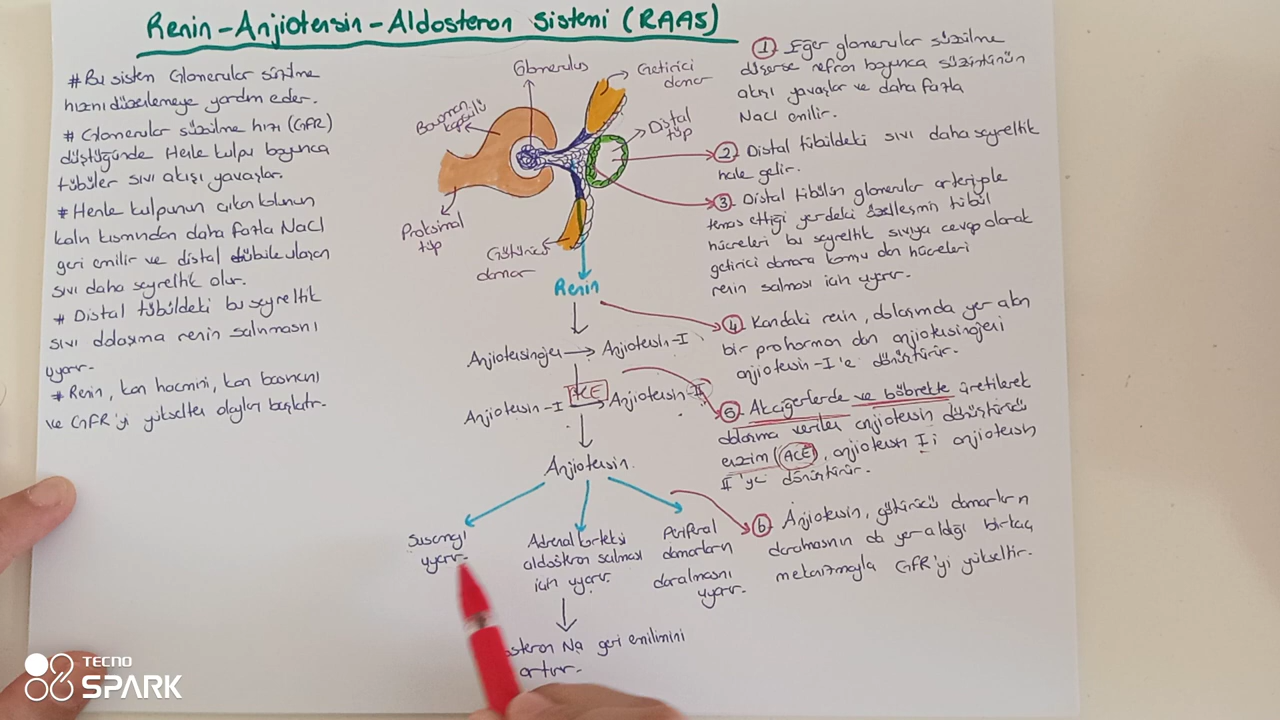 Renin-Anjiotensin-Aldosteron sistemi (RAAS)
# Bu sistem Glomerular süzülme
hızını düzenlemeye yardım eder.
# Glomerular süzülme hızı (GFR)
düştüğünde Henle kulpu boyunca
tübüler sıvı akışı yavaşlar.
# Henle kulpunun çıkan kolunun
kalın kısmından daha fazla NaCl
geri emilir ve distal tübüle ulaşan
sıvı daha seyreltik olur.
# Distal tübüldeki bu seyreltik
sıvı dolaşıma renin salınmasını
uyarır.
# Renin, kan hacmini, kan basıncını
ve GFR'yi yükselten olayları başlatır.
Glomerulus
Getirici
damar
Bowman
kapsülü
Distal
tüp
Proksimal
tüp
Götürücü
damar
Renin
Anjiotensinojen
Anjiotensin-I
Anjiotensin-I
ACE
Anjiotensin-II
Anjiotensin
Susamayı
uyarır.
Adrenal korteksi
aldosteron salması
için uyarır.
Periferal
damarların
daralmasını
uyarır.
osteron Na geri emilimini
artırır.
1 Eğer glomerular süzülme
düşerse nefron boyunca süzüntünün
akışı yavaşlar ve daha fazla
NaCl emilir.
2 Distal tübüldeki sıvı daha seyreltik
hale gelir.
3 Distal tübülün glomerular arteriyole
temas ettiği yerdeki özelleşmiş tübül
hücreleri bu seyreltik sıvıya cevap olarak
getirici damara komşu olan hücreleri
renin salması için uyarır.
4 Kandaki renin, dolaşımda yer alan
bir prohormon olan anjiotensinojeni
anjiotensin-I'e dönüştürür.
5 Akciğerlerde ve böbrekte üretilerek
dolaşıma verilen anjiotensin dönüştürücü
enzim (ACE), anjiotensin I'i anjiotensin
II'ye dönüştürür.
6 Anjiotensin, götürücü damarların
daralmasının da yer aldığı birkaç
mekanizmayla GFR'yi yükseltir.
TECNO
SPARK